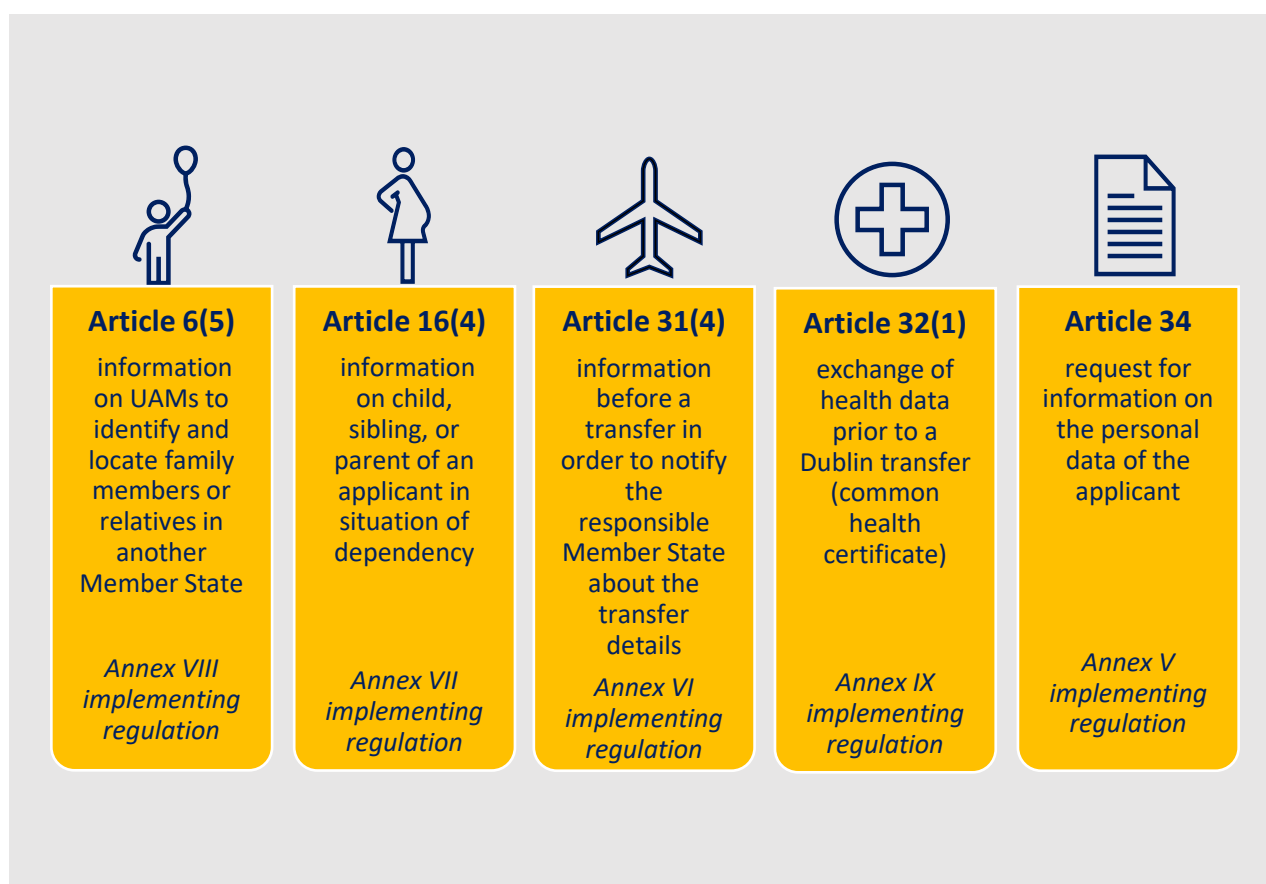 Article 6(5)
information
on UAMs to
identify and
locate family
members or
relatives in
another
Member State
Annex VIII
implementing
regulation
Article 16(4)
information
on child,
sibling, or
parent of an
applicant in
situation of
dependency
Annex VII
implementing
regulation
Article 31(4)
information
before a
transfer in
order to notify
the
responsible
Member State
about the
transfer
details
Annex VI
implementing
regulation
Article 32(1)
exchange of
health data
prior to a
Dublin transfer
(common
health
certificate)
Annex IX
implementing
regulation
Article 34
request for
information on
the personal
data of the
applicant
Annex V
implementing
regulation